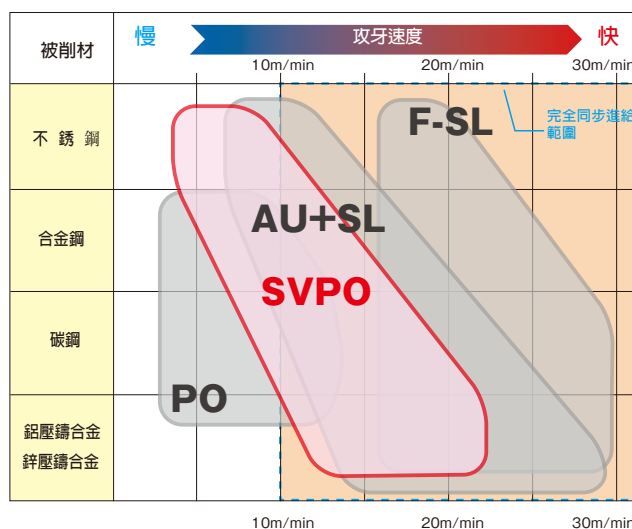 被削材
慢
攻牙速度
快
10m/min
20m/min
30m/min
不 銹 鋼
F-SL
完全同步進給
範圍
合金鋼
AU+SL
SVPO
碳鋼
PO
鋁壓鑄合金
鋅壓鑄合金
10m/min
20m/min
30m/min